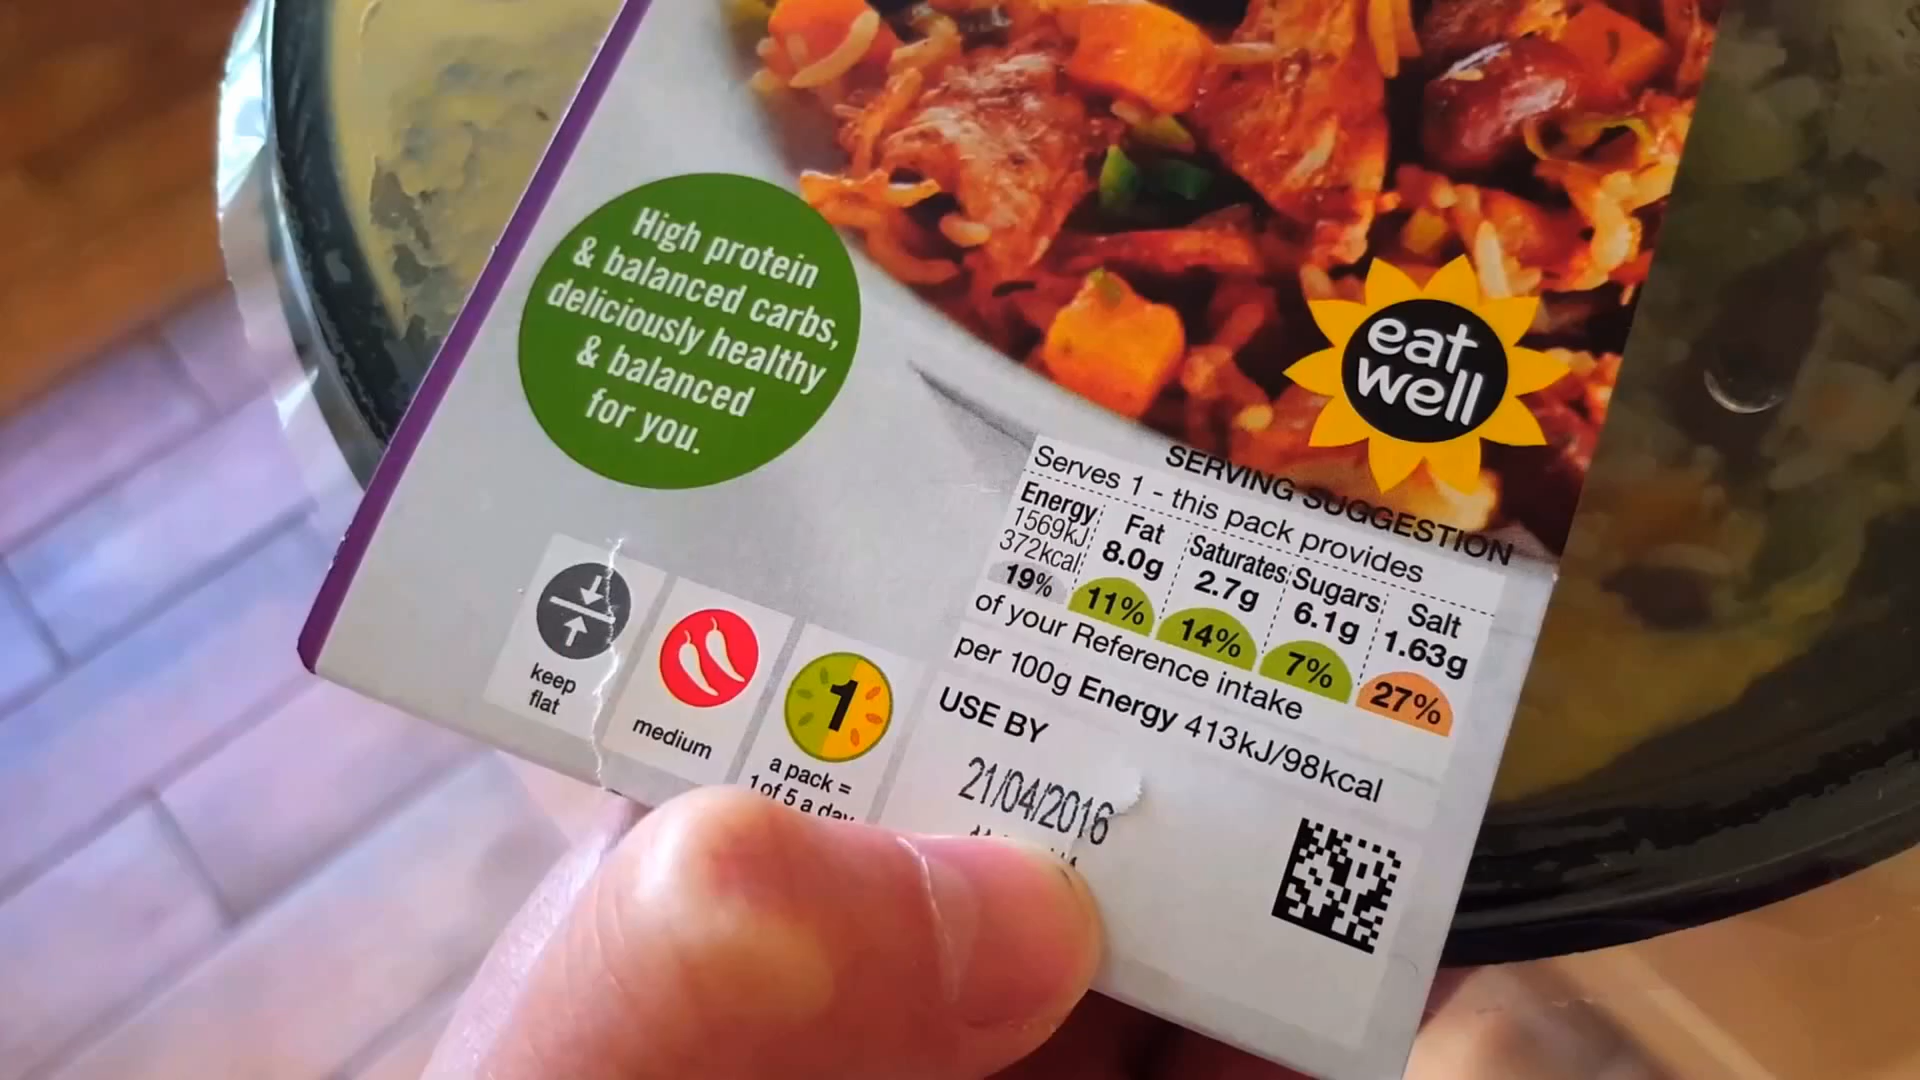 High protein
& balanced carbs,
deliciously healthy
& balanced
for you.
eat
well
SERVING SUGGESTION
Serves 1 - this pack provides
Energy
1569kJ
372kcal
19%
Fat
8.0g
11%
Saturates
2.7g
14%
Sugars
6.1g
7%
Salt
1.63g
27%
of your Reference intake
per 100g Energy 413kJ/98kcal
keep
flat
medium
1
a pack =
1 of 5 a day
USE BY
21/04/2016